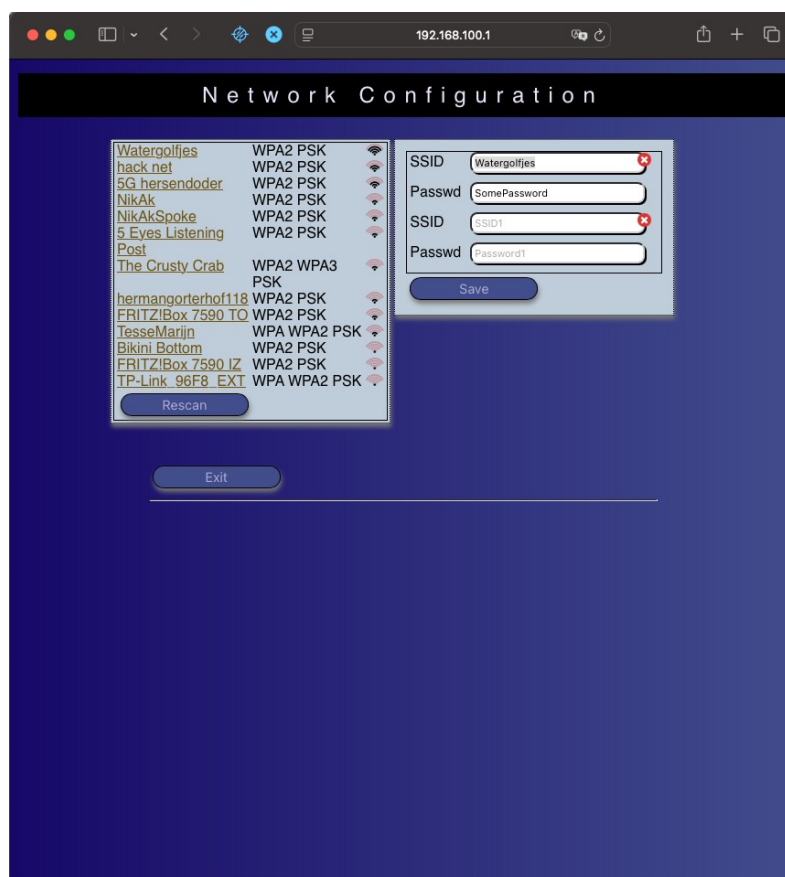 192.168.100.1
Network Configuration
Watergolfjes WPA2 PSK
hack net WPA2 PSK
5G hersendoder WPA2 PSK
NikAk WPA2 PSK
NikAkSpoke WPA2 PSK
5 Eyes Listening WPA2 PSK
Post
The Crusty Crab WPA2 WPA3
PSK
hermangorterhof118 WPA2 PSK
FRITZ!Box 7590 TO WPA2 PSK
TesseMarijn WPA WPA2 PSK
Bikini Bottom WPA2 PSK
FRITZ!Box 7590 IZ WPA2 PSK
TP-Link_96F8_EXT WPA WPA2 PSK
Rescan
SSID Watergolfjes
Passwd SomePassword
SSID SSID1
Passwd Password1
Save
Exit